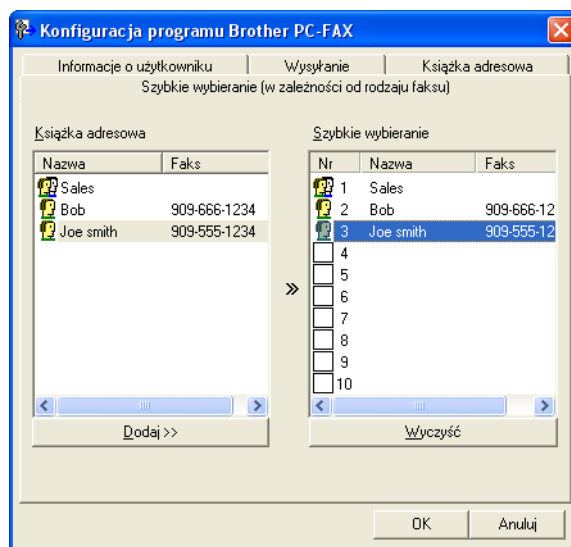 Konfiguracja programu Brother PC-FAX
Informacje o użytkowniku
Wysyłanie
Książka adresowa
Szybkie wybieranie (w zależności od rodzaju faksu)
Książka adresowa
Nazwa Faks
Sales
Bob 909-666-1234
Joe smith 909-555-1234
Dodaj >>
»
Szybkie wybieranie
Nr Nazwa Faks
1 Sales
2 Bob 909-666-12
3 Joe smith 909-555-12
4
5
6
7
8
9
10
Wyczyść
OK
Anuluj